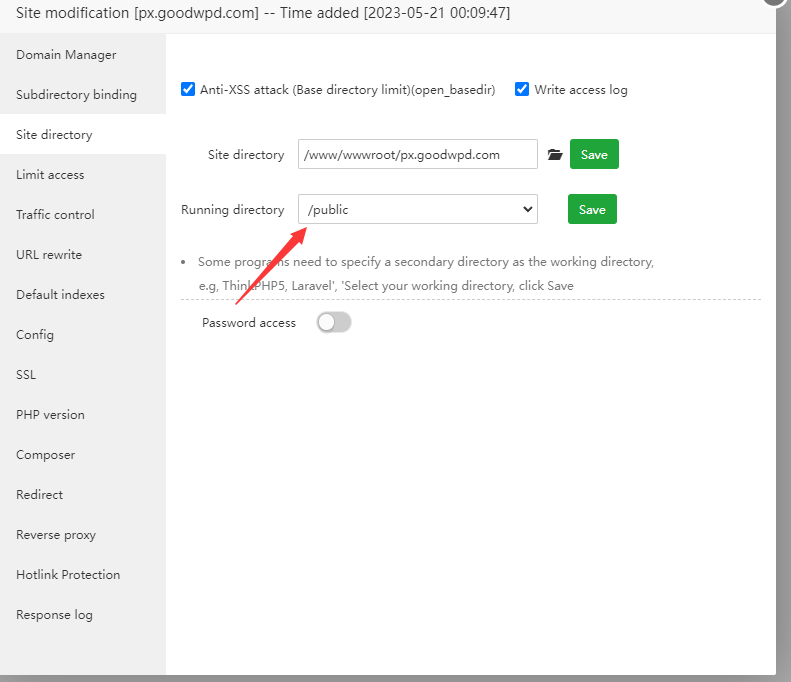 Site modification [px.goodwpd.com] -- Time added [2023-05-21 00:09:47]
Domain Manager
Subdirectory binding
Site directory
Limit access
Traffic control
URL rewrite
Default indexes
Config
SSL
PHP version
Composer
Redirect
Reverse proxy
Hotlink Protection
Response log
Anti-XSS attack (Base directory limit)(open_basedir) Write access log
Site directory /www/wwwroot/px.goodwpd.com Save
Running directory /public Save
Some programs need to specify a secondary directory as the working directory,
e.g, ThinkPHP5, Laravel', 'Select your working directory, click Save
Password access